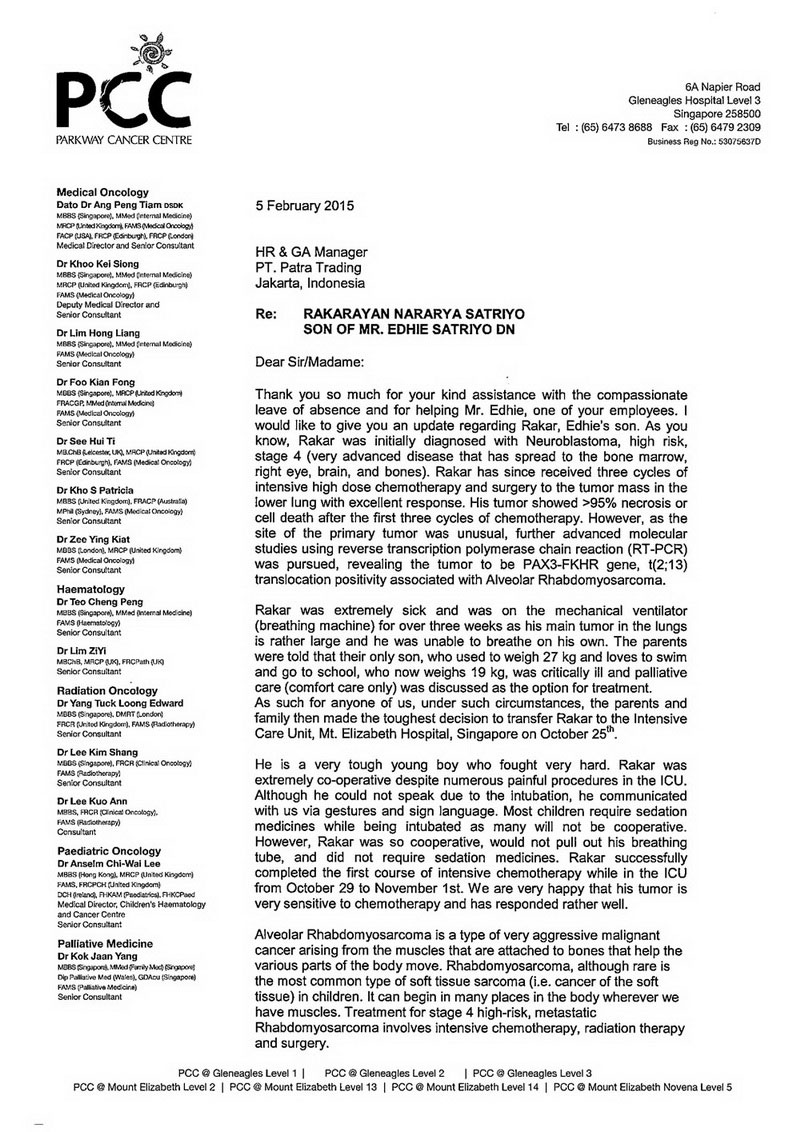 PCC
PARKWAY CANCER CENTRE
6A Napier Road
Gleneagles Hospital Level 3
Singapore 258500
Tel : (65) 6473 8688 Fax : (65) 6479 2309
Business Reg No.: 53075637D
Medical Oncology
Dato Dr Ang Peng Tiam DSDK
MBBS (Singapore), MMed (Internal Medicine)
MRCP (United Kingdom), FAMS (Medical Oncology)
FACP (USA), FRCP (Edinburgh), FRCP (London)
Medical Director and Senior Consultant
Dr Khoo Kei Siong
MBBS (Singapore), MMed (Internal Medicine)
MRCP (United Kingdom), FRCP (Edinburgh)
FAMS (Medical Oncology)
Deputy Medical Director and
Senior Consultant
Dr Lim Hong Liang
MBBS (Singapore), MMed (Internal Medicine)
FAMS (Medical Oncology)
Senior Consultant
Dr Foo Kian Fong
MBBS (Singapore), MRCP (United Kingdom)
FRACGP, MMed (Internal Medicine)
FAMS (Medical Oncology)
Senior Consultant
Dr See Hui Ti
MB.ChB (Leicester, UK), MRCP (United Kingdom)
FRCP (Edinburgh), FAMS (Medical Oncology)
Senior Consultant
Dr Kho S Patricia
MBBS (United Kingdom), FRACP (Australia)
MPhil (Sydney), FAMS (Medical Oncology)
Senior Consultant
Dr Zee Ying Kiat
MBBS (London), MRCP (United Kingdom)
FAMS (Medical Oncology)
Senior Consultant
Haematology
Dr Teo Cheng Peng
MBBS (Singapore), MMed (Internal Medicine)
FAMS (Haematology)
Senior Consultant
Dr Lim ZiYi
MBChB, MRCP (UK), FRCPath (UK)
Senior Consultant
Radiation Oncology
Dr Yang Tuck Loong Edward
MBBS (Singapore), DMRT (London)
FRCR (United Kingdom), FAMS (Radiotherapy)
Senior Consultant
Dr Lee Kim Shang
MBBS (Singapore), FRCR (Clinical Oncology)
FAMS (Radiotherapy)
Senior Consultant
Dr Lee Kuo Ann
MBBS, FRCR (Clinical Oncology),
FAMS (Radiotherapy)
Consultant
Paediatric Oncology
Dr Anselm Chi-Wai Lee
MBBS (Hong Kong), MRCP (United Kingdom)
FAMS, FRCPCH (United Kingdom)
DCH (Ireland), FHKAM (Paediatrics), FHKCPaed
Medical Director, Children's Haematology
and Cancer Centre
Senior Consultant
Palliative Medicine
Dr Kok Jaan Yang
MBBS (Singapore), MMed (Family Med) (Singapore)
Dip Palliative Med (Wales), GDAcu (Singapore)
FAMS (Palliative Medicine)
Senior Consultant
5 February 2015
HR & GA Manager
PT. Patra Trading
Jakarta, Indonesia
Re: RAKARAYAN NARARYA SATRIYO
SON OF MR. EDHIE SATRIYO DN
Dear Sir/Madame:
Thank you so much for your kind assistance with the compassionate
leave of absence and for helping Mr. Edhie, one of your employees. I
would like to give you an update regarding Rakar, Edhie's son. As you
know, Rakar was initially diagnosed with Neuroblastoma, high risk,
stage 4 (very advanced disease that has spread to the bone marrow,
right eye, brain, and bones). Rakar has since received three cycles of
intensive high dose chemotherapy and surgery to the tumor mass in the
lower lung with excellent response. His tumor showed >95% necrosis or
cell death after the first three cycles of chemotherapy. However, as the
site of the primary tumor was unusual, further advanced molecular
studies using reverse transcription polymerase chain reaction (RT-PCR)
was pursued, revealing the tumor to be PAX3-FKHR gene, t(2;13)
translocation positivity associated with Alveolar Rhabdomyosarcoma.
Rakar was extremely sick and was on the mechanical ventilator
(breathing machine) for over three weeks as his main tumor in the lungs
is rather large and he was unable to breathe on his own. The parents
were told that their only son, who used to weigh 27 kg and loves to swim
and go to school, who now weighs 19 kg, was critically ill and palliative
care (comfort care only) was discussed as the option for treatment.
As such for anyone of us, under such circumstances, the parents and
family then made the toughest decision to transfer Rakar to the Intensive
Care Unit, Mt. Elizabeth Hospital, Singapore on October 25th.
He is a very tough young boy who fought very hard. Rakar was
extremely co-operative despite numerous painful procedures in the ICU.
Although he could not speak due to the intubation, he communicated
with us via gestures and sign language. Most children require sedation
medicines while being intubated as many will not be cooperative.
However, Rakar was so cooperative, would not pull out his breathing
tube, and did not require sedation medicines. Rakar successfully
completed the first course of intensive chemotherapy while in the ICU
from October 29 to November 1st. We are very happy that his tumor is
very sensitive to chemotherapy and has responded rather well.
Alveolar Rhabdomyosarcoma is a type of very aggressive malignant
cancer arising from the muscles that are attached to bones that help the
various parts of the body move. Rhabdomyosarcoma, although rare is
the most common type of soft tissue sarcoma (i.e. cancer of the soft
tissue) in children. It can begin in many places in the body wherever we
have muscles. Treatment for stage 4 high-risk, metastatic
Rhabdomyosarcoma involves intensive chemotherapy, radiation therapy
and surgery.
PCC @ Gleneagles Level 1 | PCC @ Gleneagles Level 2 | PCC @ Gleneagles Level 3
PCC @ Mount Elizabeth Level 2 | PCC @ Mount Elizabeth Level 13 | PCC @ Mount Elizabeth Level 14 | PCC @ Mount Elizabeth Novena Level 5